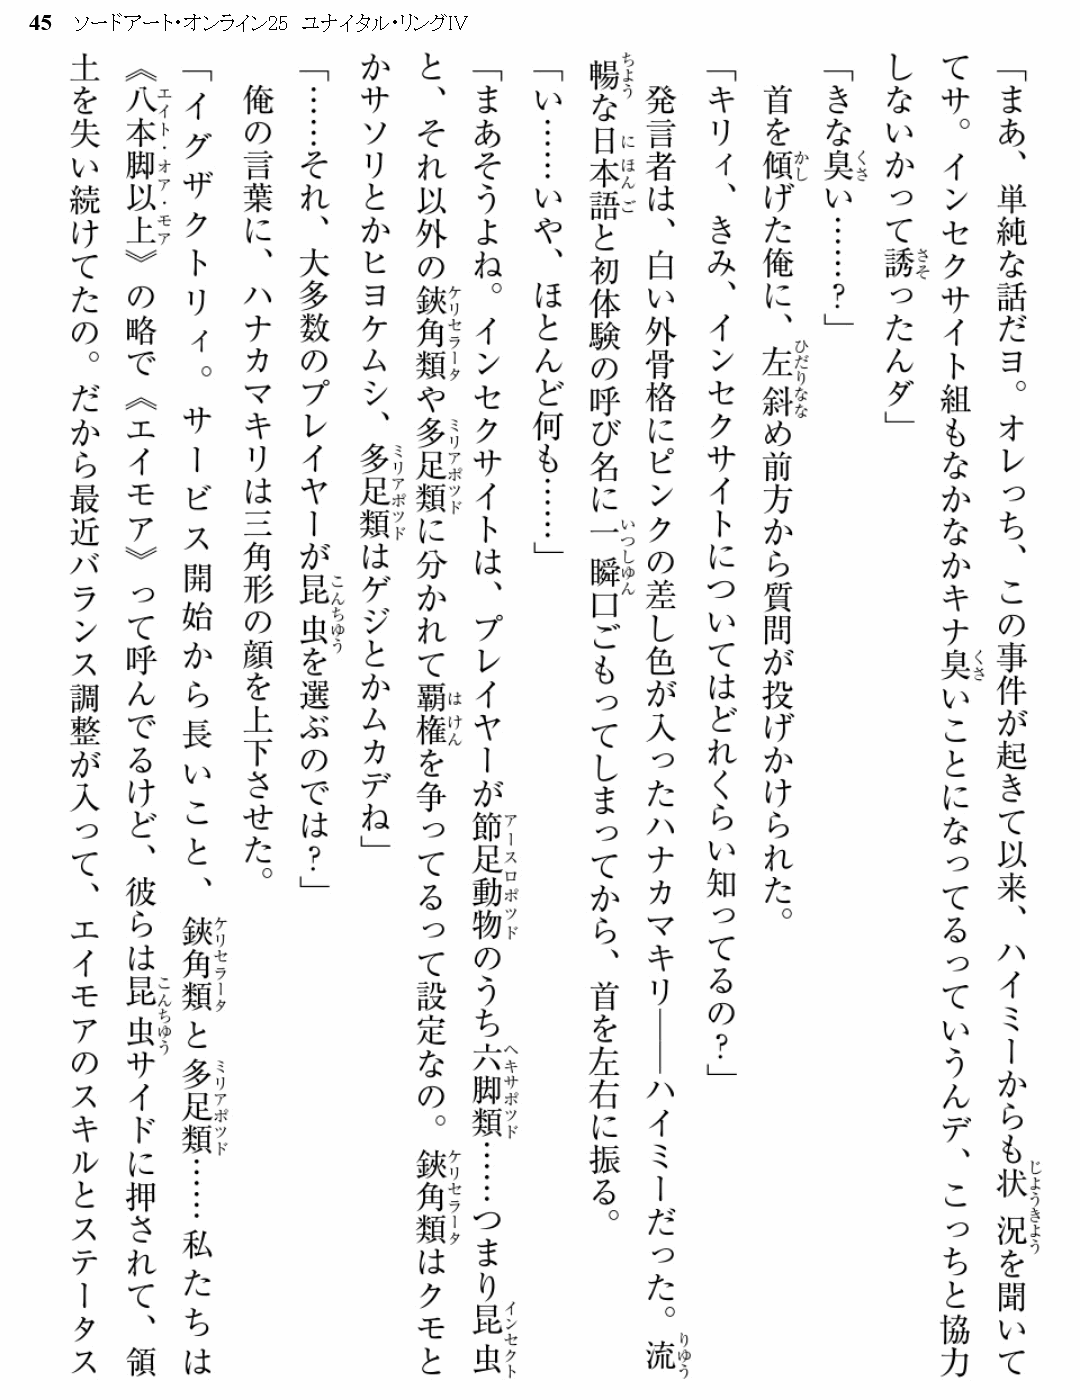 45 ソードアート・オンライン25 ユナイタル・リングIV
「まあ、単純な話だヨ。オレっち、この事件が起きて以来、ハイミーからも状況を聞いて
てサ。インセクサイト組もなかなかキナ臭いことになってるっていうんデ、こっちと協力
しないかって誘ったんダ」
「きな臭い……？」
首を傾げた俺に、左斜め前方から質問が投げかけられた。
「キリィ、きみ、インセクサイトについてはどれくらい知ってるの？」
発言者は、白い外骨格にピンクの差し色が入ったハナカマキリ――ハイミーだった。流
暢な日本語と初体験の呼び名に一瞬口ごもってしまってから、首を左右に振る。
「い……いや、ほとんど何も……」
「まあそうよね。インセクサイトは、プレイヤーが節足動物のうち六脚類……つまり昆虫
と、それ以外の鋏角類や多足類に分かれて覇権を争ってるって設定なの。鋏角類はクモと
かサソリとかヒヨケムシ、多足類はゲジとかムカデね」
「……それ、大多数のプレイヤーが昆虫を選ぶのでは？」
俺の言葉に、ハナカマキリは三角形の顔を上下させた。
「イグザクトリィ。サービス開始から長いこと、鋏角類と多足類……私たちは
《八本脚以上》の略で《エイモア》って呼んでるけど、彼らは昆虫サイドに押されて、領
土を失い続けてたの。だから最近バランス調整が入って、エイモアのスキルとステータス